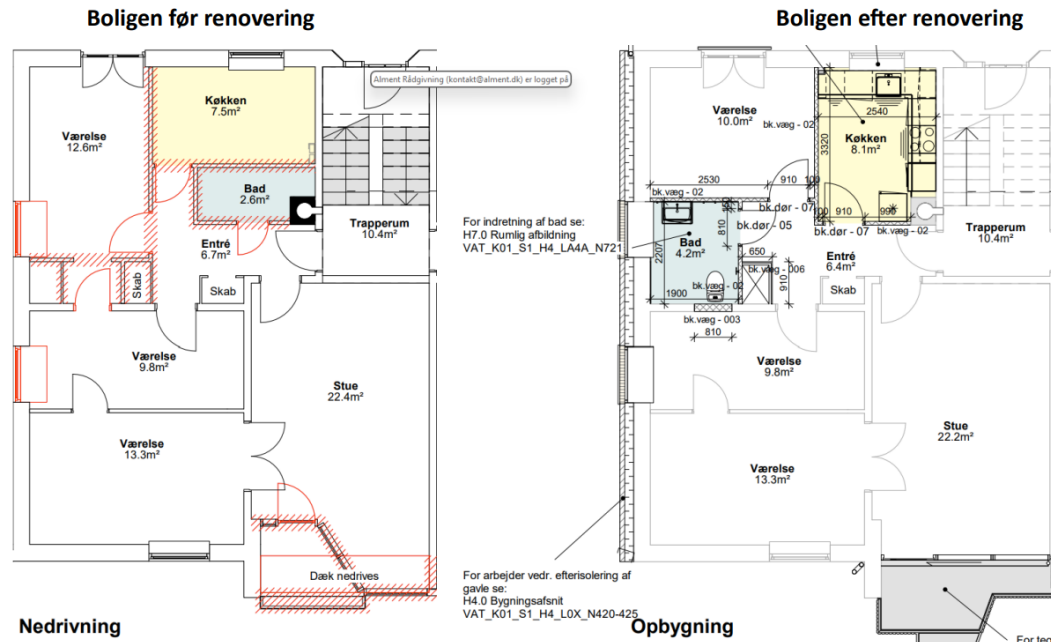 Boligen før renovering
Alment Rådgivning (kontakt@alment.dk) er logget på
Køkken
7.5m²
Værelse
12.6m²
Bad
2.6m²
Trapperum
10.4m²
Entré
6.7m²
Skab
Skab
Værelse
9.8m²
Stue
22.4m²
Værelse
13.3m²
Dæk nedrives
Nedrivning
Boligen efter renovering
Værelse
10.0m²
bk.væg - 02
2540
3320
Køkken
8.1m²
2530
910
100
bk.væg - 02
bk.dør - 07
100
910
990
bk.dør - 07
bk.væg - 02
bk.dør - 05
For indretning af bad se:
H7.0 Rumlig afbildning
VAT_K01_S1_H4_LA4A_N721
Bad
4.2m²
810
2207
650
bk.væg - 006
bk.væg - 02
910
1900
bk.væg - 003
810
Trapperum
10.4m²
Entré
6.4m²
Skab
Værelse
9.8m²
Stue
22.2m²
Værelse
13.3m²
For arbejder vedr. efterisolering af
gavle se:
H4.0 Bygningsafsnit
VAT_K01_S1_H4_L0X_N420-425
Opbygning